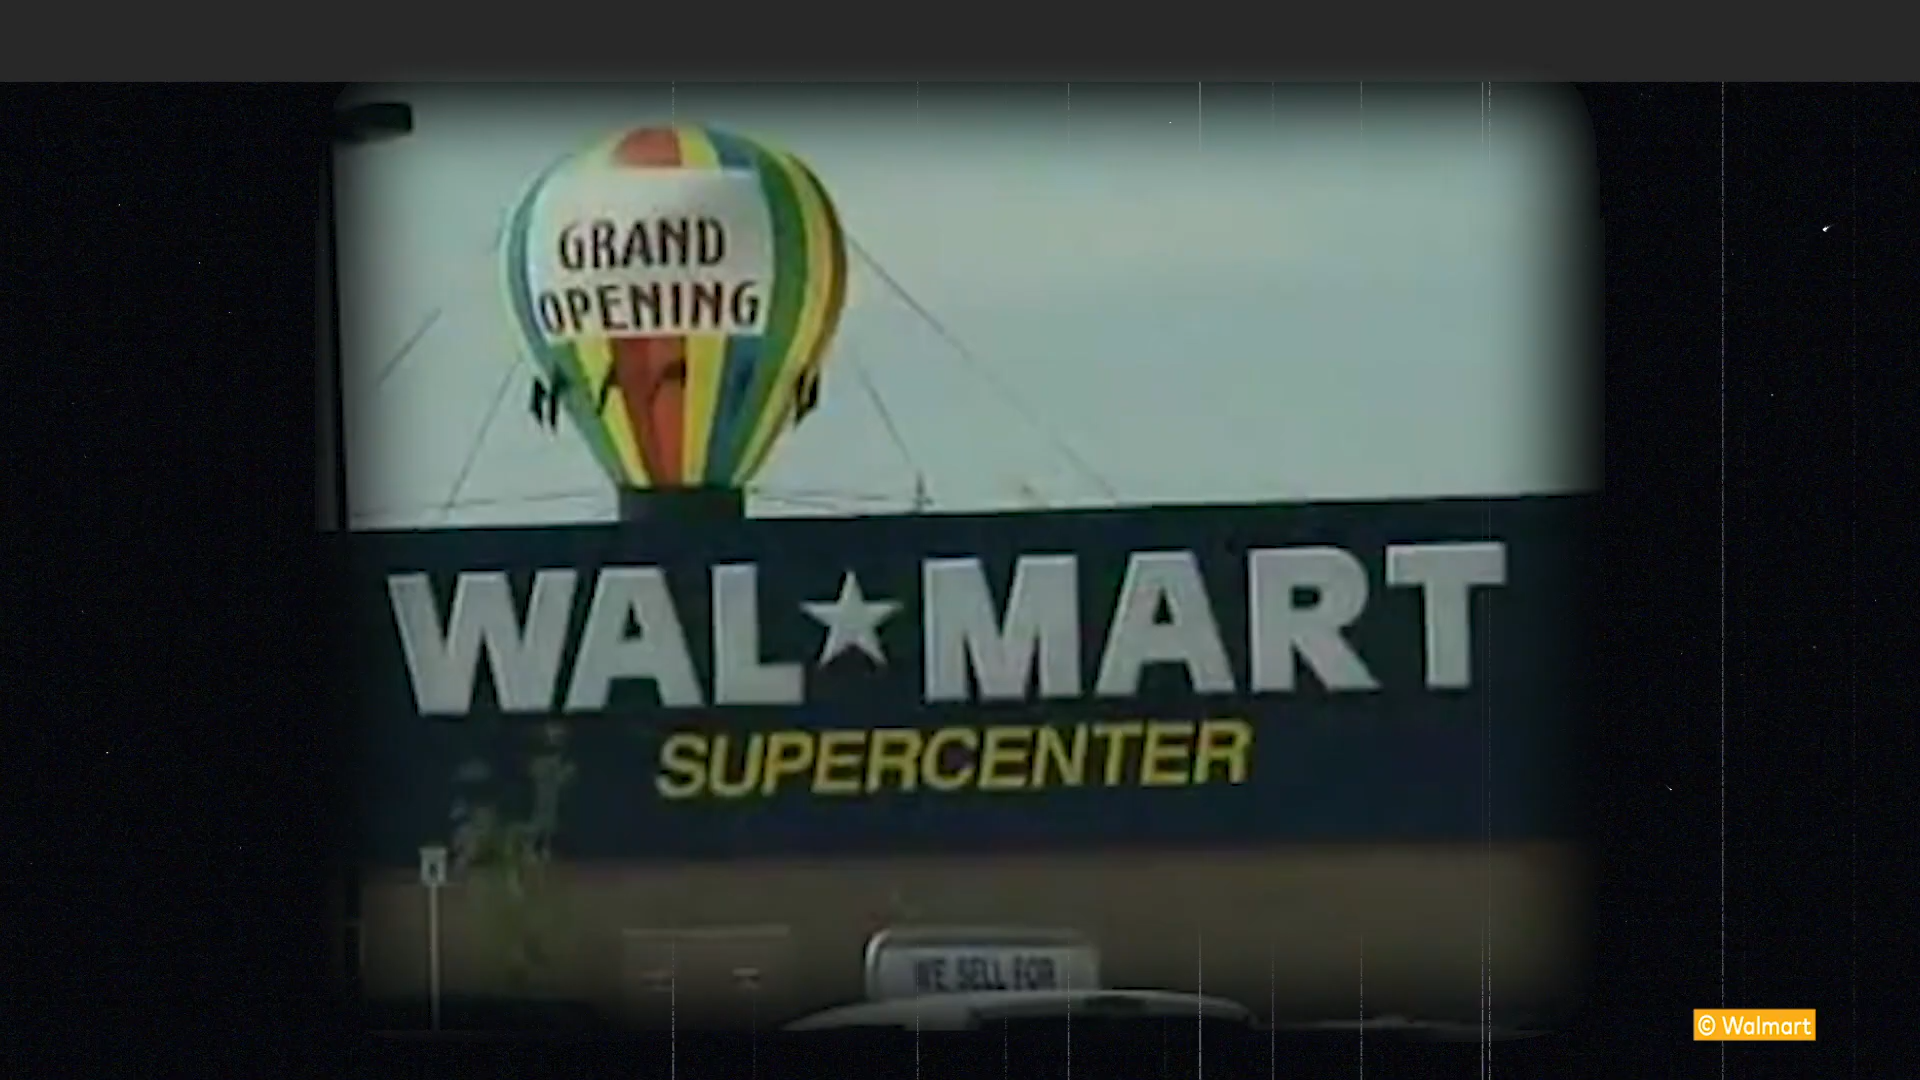 GRAND
OPENING
WAL★MART
SUPERCENTER
WE SELL FOR
© Walmart